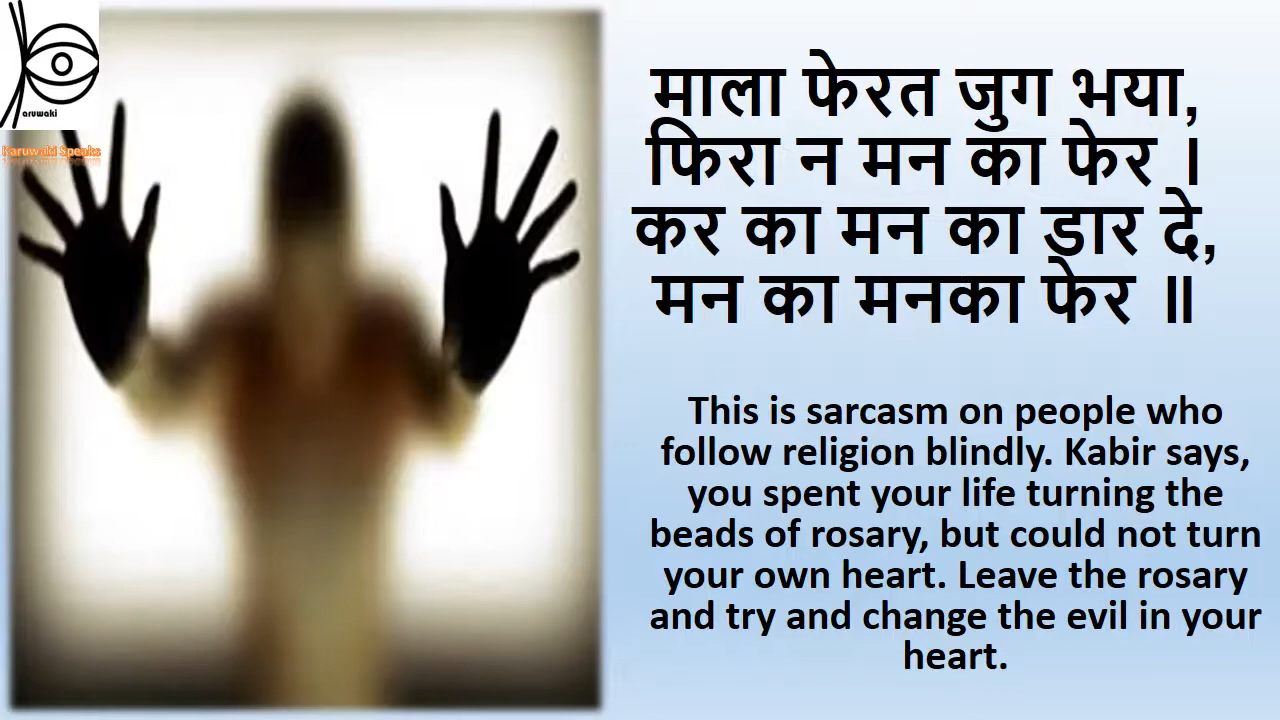 aruwaki
Karuwaki Speaks
माला फेरत जुग भया,
फिरा न मन का फेर ।
कर का मन का डार दे,
मन का मनका फेर ॥
This is sarcasm on people who
follow religion blindly. Kabir says,
you spent your life turning the
beads of rosary, but could not turn
your own heart. Leave the rosary
and try and change the evil in your
heart.